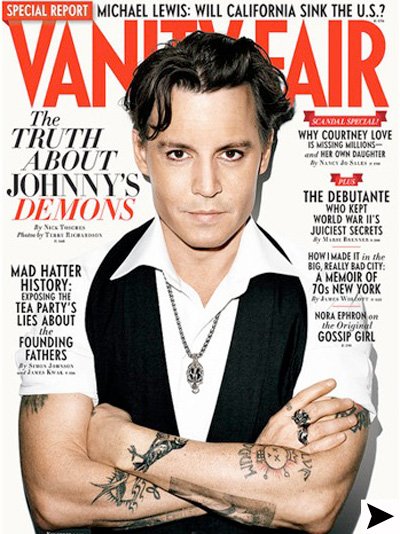 SPECIAL REPORT MICHAEL LEWIS: WILL CALIFORNIA SINK THE U.S.?
VANITY FAIR
The
TRUTH
ABOUT
JOHNNY'S
DEMONS
By NICK TOSCHES
Photos by TERRY RICHARDSON
MAD HATTER
HISTORY:
EXPOSING THE
TEA PARTY'S
LIES ABOUT
the
FOUNDING
FATHERS
By SIMON JOHNSON
and JAMES KWAK
SCANDAL SPECIAL!
WHY COURTNEY LOVE
IS MISSING MILLIONS—
and HER OWN DAUGHTER
By NANCY JO SALES
PLUS
THE DEBUTANTE
WHO KEPT
WORLD WAR II'S
JUICIEST SECRETS
By MARIE BRENNER
HOW I MADE IT in the
BIG, REALLY BAD CITY:
A MEMOIR OF
70s NEW YORK
By JAMES WOLCOTT
NORA EPHRON on
the Original
GOSSIP GIRL